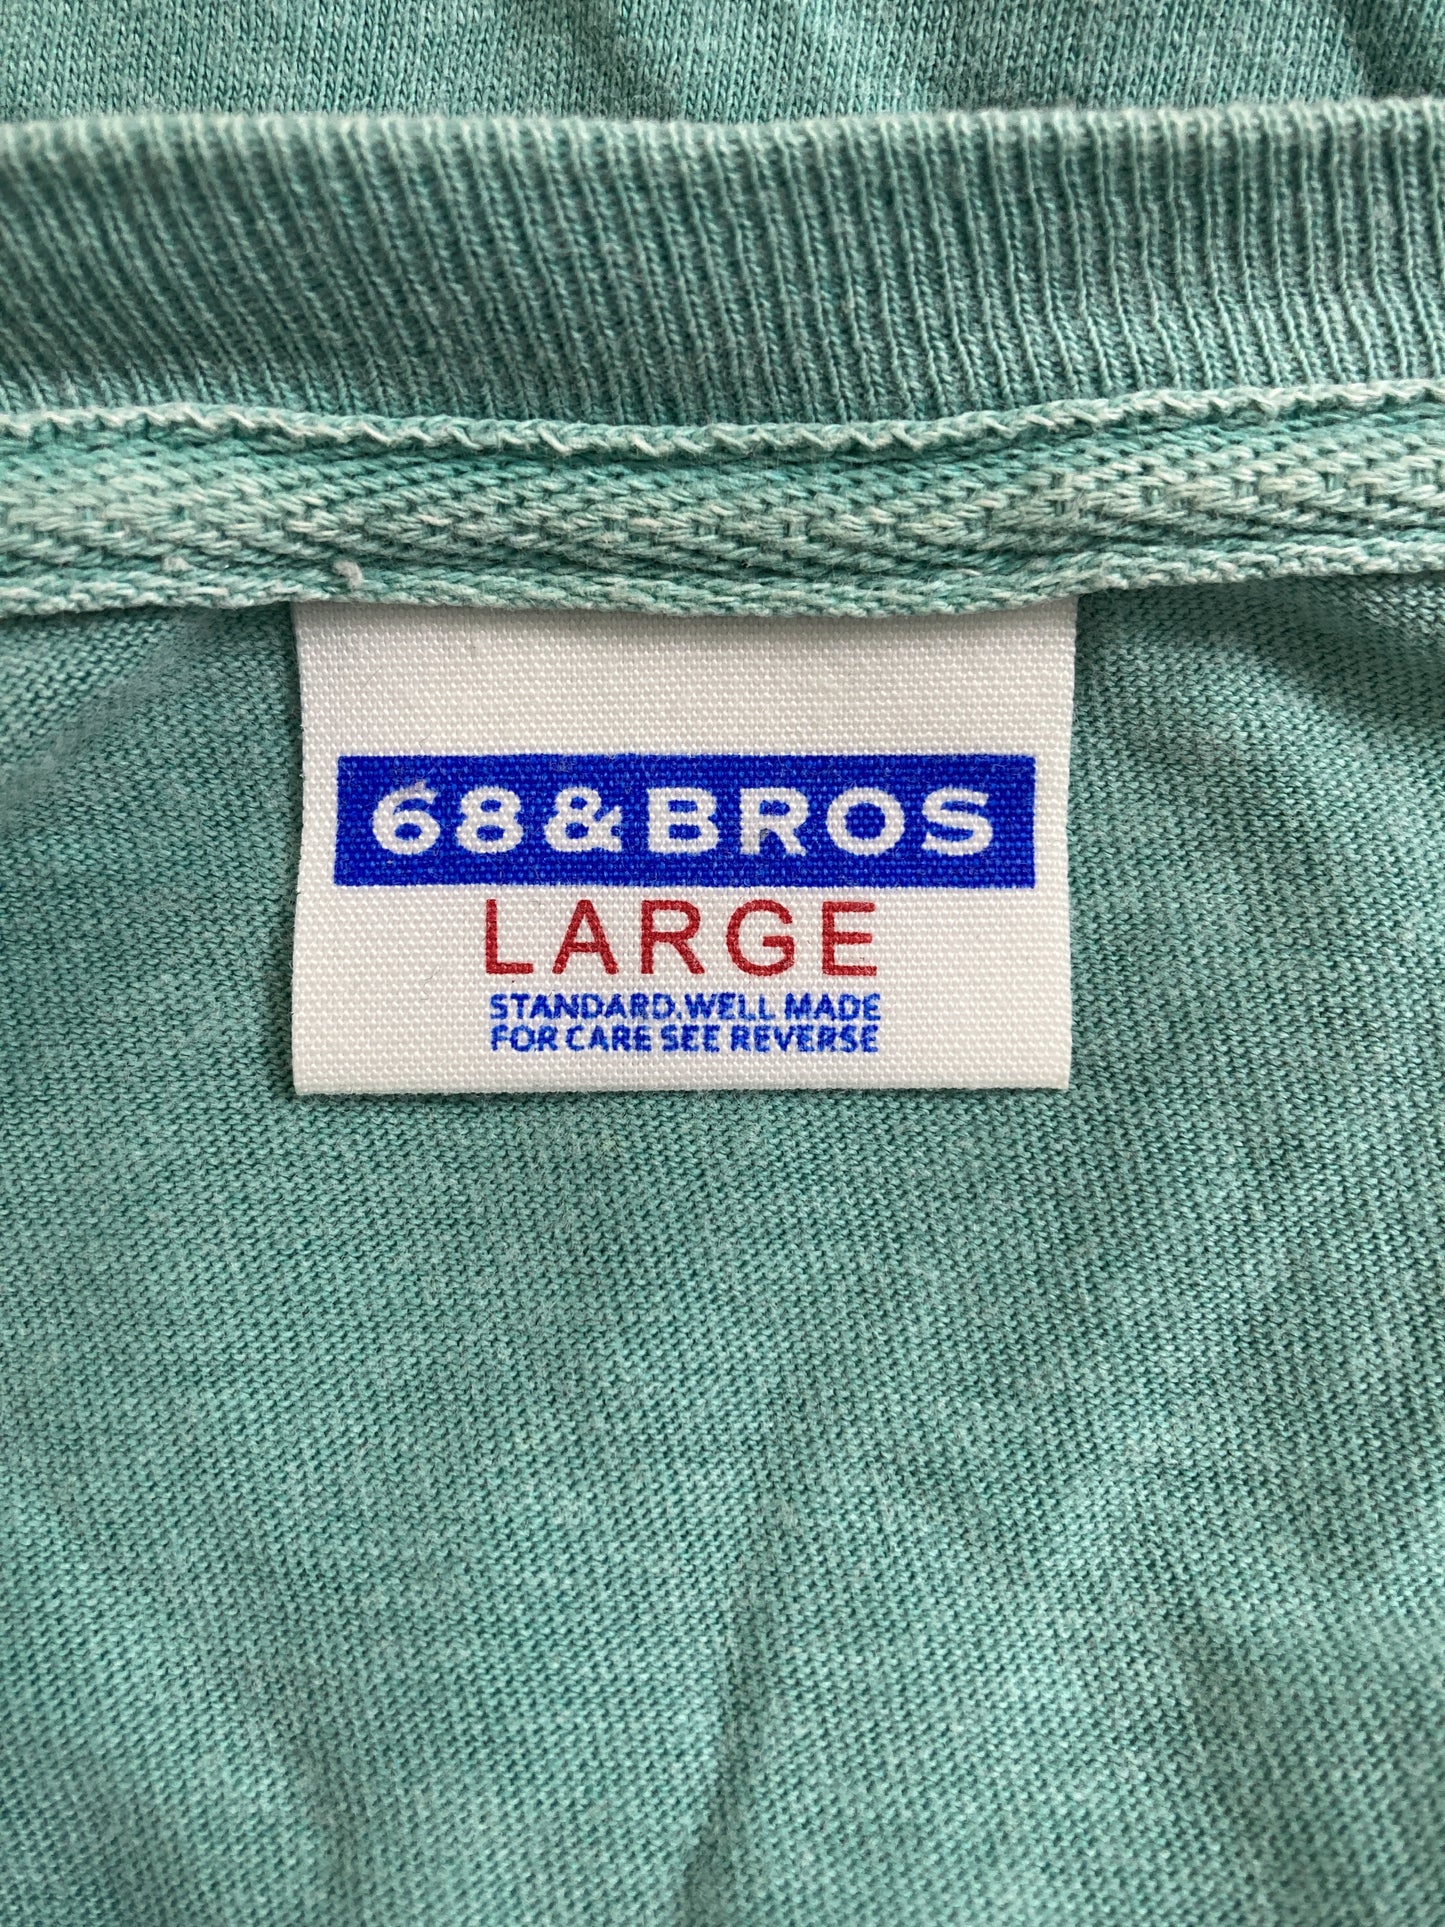 68&BROS
LARGE
STANDARD.WELL MADE
FOR CARE SEE REVERSE